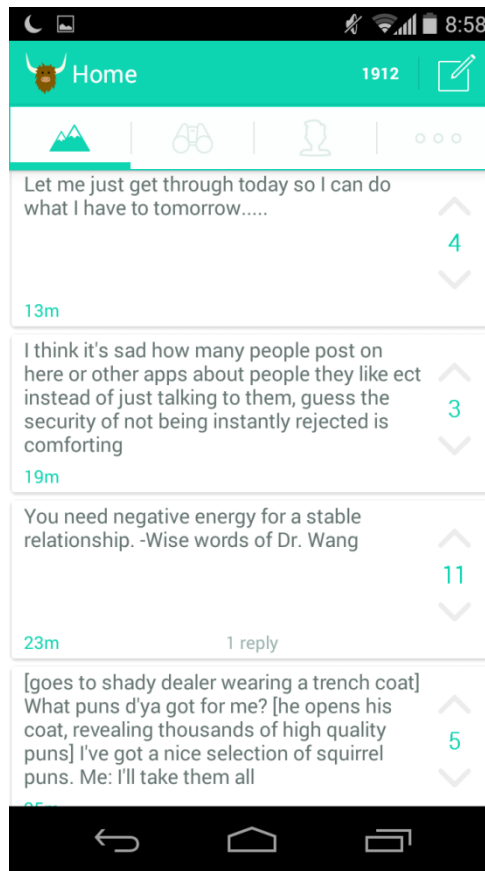 8:58
Home
1912
Let me just get through today so I can do
what I have to tomorrow.....
4
13m
I think it's sad how many people post on
here or other apps about people they like ect
instead of just talking to them, guess the
security of not being instantly rejected is
comforting
3
19m
You need negative energy for a stable
relationship. -Wise words of Dr. Wang
11
23m
1 reply
[goes to shady dealer wearing a trench coat]
What puns d'ya got for me? [he opens his
coat, revealing thousands of high quality
puns] I've got a nice selection of squirrel
puns. Me: I'll take them all
5